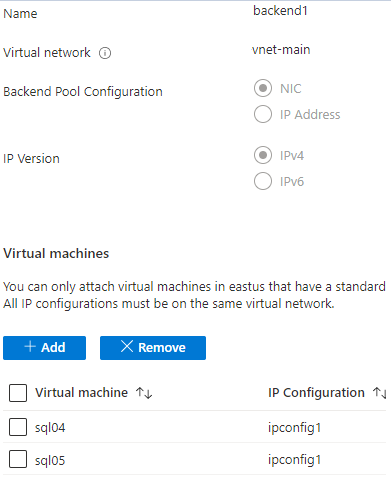 Name backend1
Virtual network vnet-main
Backend Pool Configuration NIC
IP Address
IP Version IPv4
IPv6
Virtual machines
You can only attach virtual machines in eastus that have a standard
All IP configurations must be on the same virtual network.
Add Remove
Virtual machine IP Configuration
sql04 ipconfig1
sql05 ipconfig1